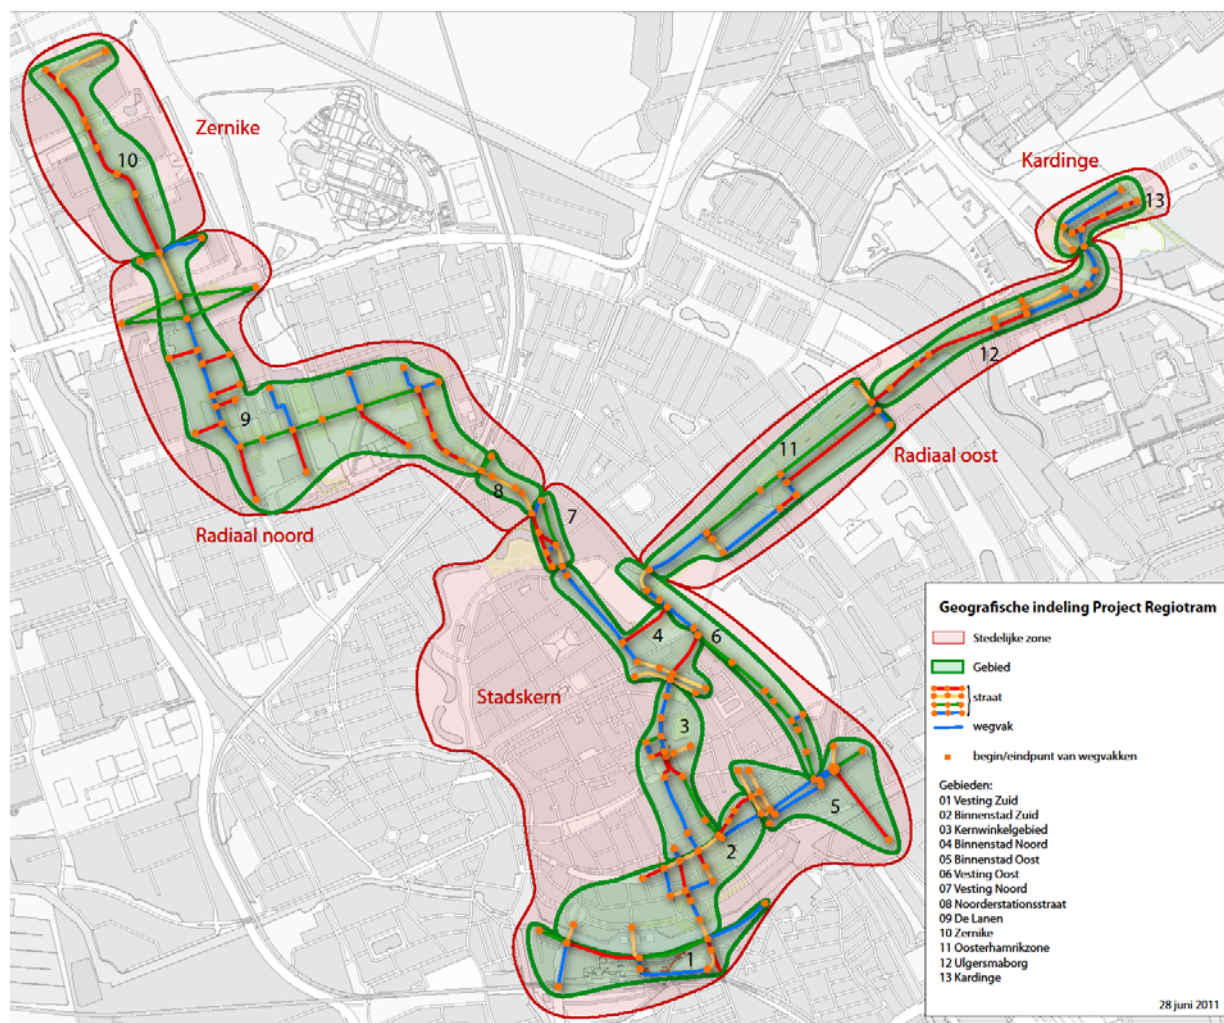 Zernike
10
Kardinge
13
12
9
11
Radiaal oost
8
7
Radiaal noord
4
6
Stadskern
3
5
2
1
Geografische indeling Project Regiotram
Stedelijke zone
Gebied
straat
wegvak
begin/eindpunt van wegvakken
Gebieden:
01 Vesting Zuid
02 Binnenstad Zuid
03 Kernwinkelgebied
04 Binnenstad Noord
05 Binnenstad Oost
06 Vesting Oost
07 Vesting Noord
08 Noorderstationsstraat
09 De Lanen
10 Zernike
11 Oosterhamrikzone
12 Ulgersmaborg
13 Kardinge
28 juni 2011